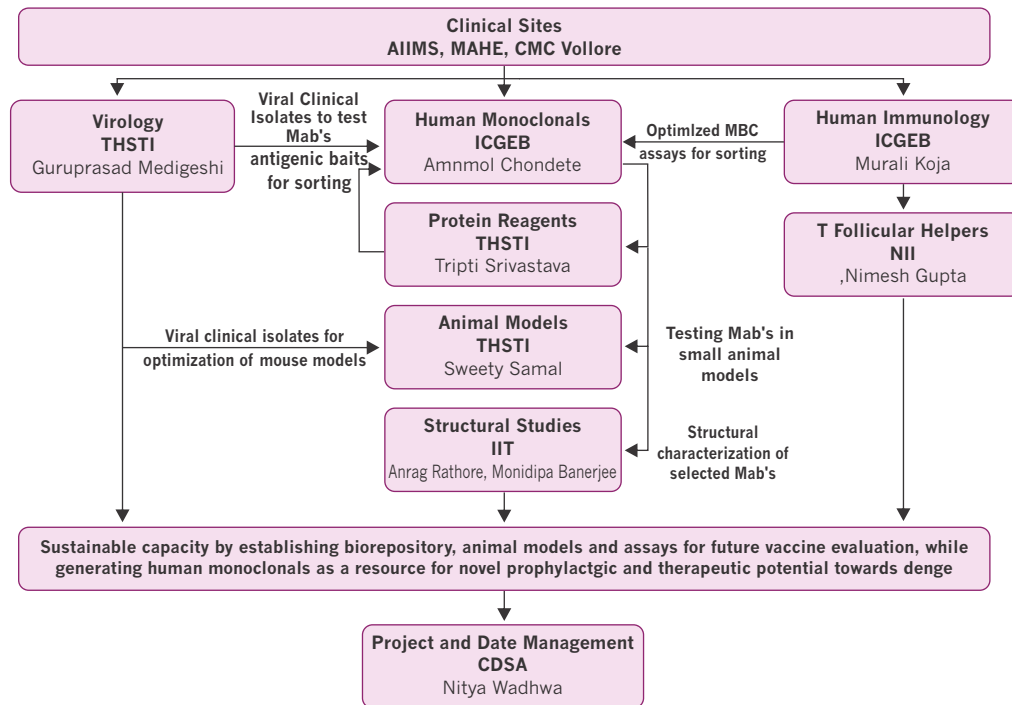 Clinical Sites
AIIMS, MAHE, CMC Vollore
Virology
THSTI
Guruprasad Medigeshi
Viral Clinical
Isolates to test
Mab's
antigenic baits
for sorting
Human Monoclonals
ICGEB
Amnmol Chondete
OptimIzed MBC
assays for sorting
Human Immunology
ICGEB
Murali Koja
Protein Reagents
THSTI
Tripti Srivastava
T Follicular Helpers
NII
,Nimesh Gupta
Viral clinical isolates for
optimization of mouse models
Animal Models
THSTI
Sweety Samal
Testing Mab's in
small animal
models
Structural Studies
IIT
Anrag Rathore, Monidipa Banerjee
Structural
characterization of
selected Mab's
Sustainable capacity by establishing biorepository, animal models and assays for future vaccine evaluation, while
generating human monoclonals as a resource for novel prophylactgic and therapeutic potential towards denge
Project and Date Management
CDSA
Nitya Wadhwa